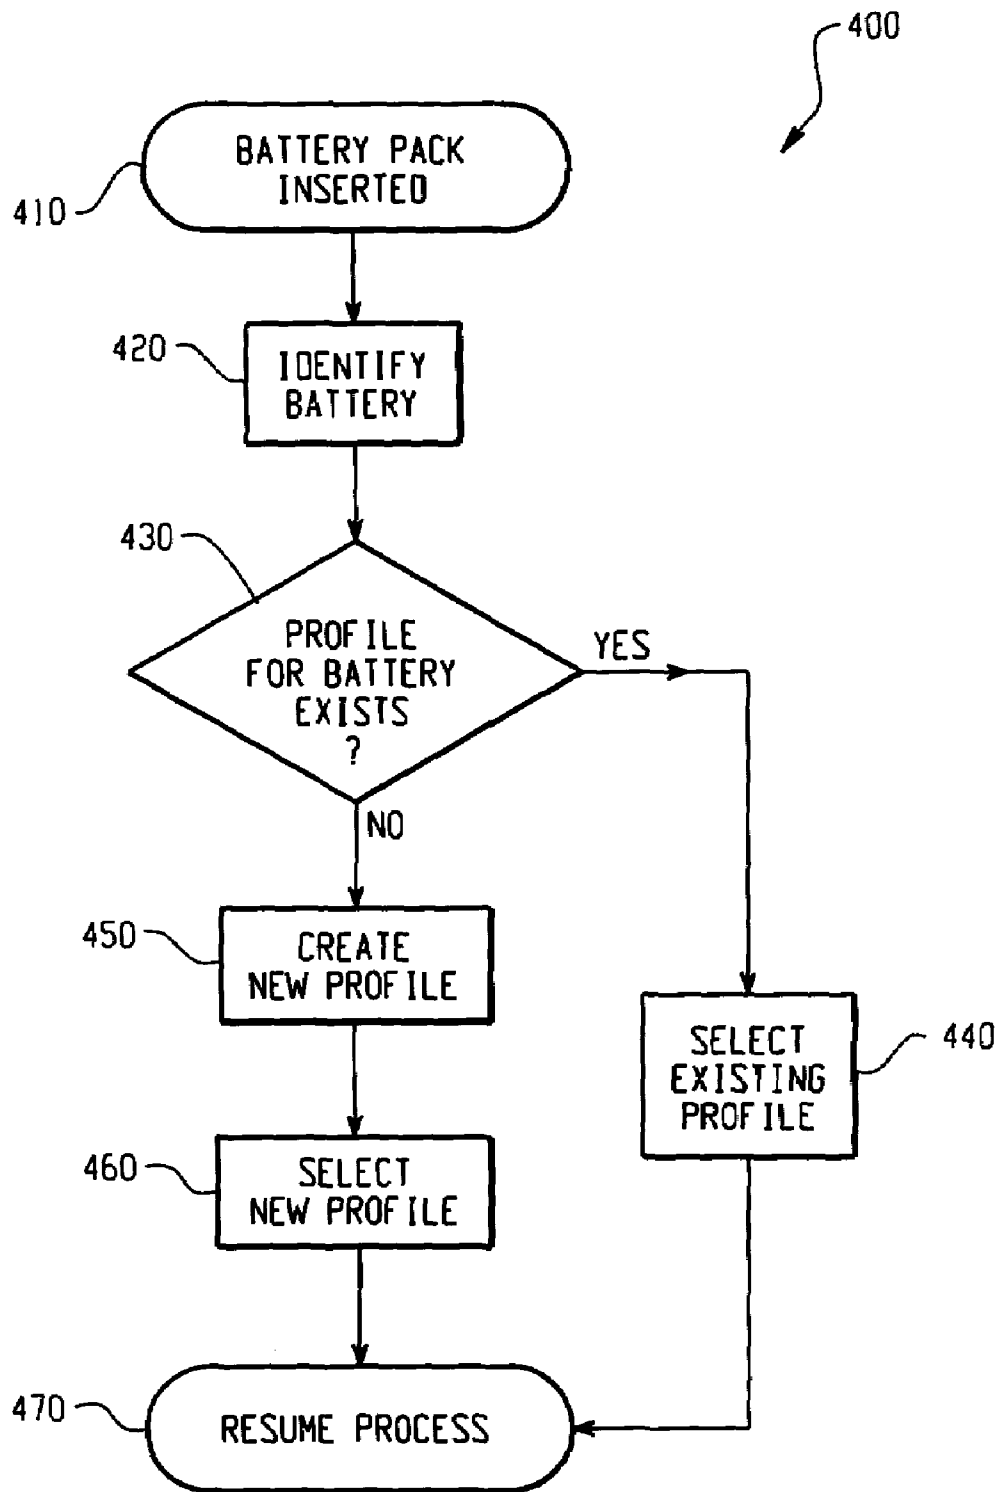 400
BATTERY PACK
INSERTED
410
420
IDENTIFY
BATTERY
430
PROFILE
FOR BATTERY
EXISTS
?
YES
NO
450
CREATE
NEW PROFILE
440
SELECT
EXISTING
PROFILE
460
SELECT
NEW PROFILE
470
RESUME PROCESS